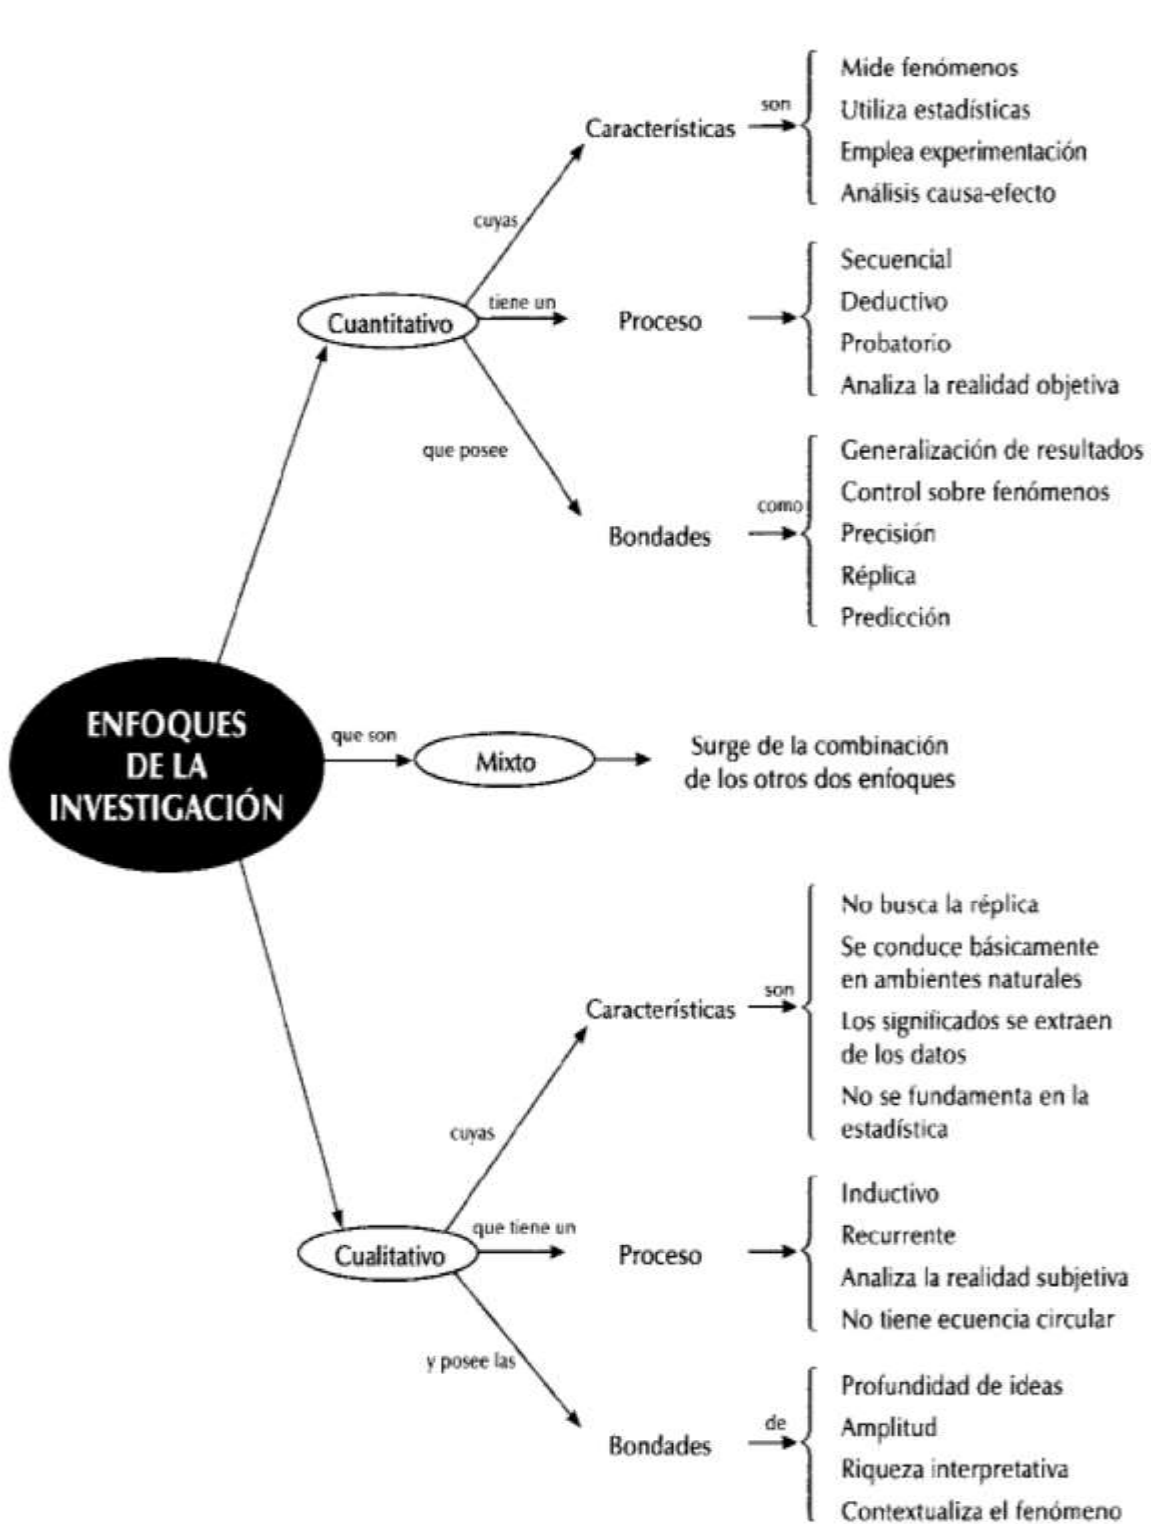 ENFOQUES
DE LA
INVESTIGACIÓN
Cuantitativo
cuyas
Características
son
Mide fenómenos
Utiliza estadísticas
Emplea experimentación
Análisis causa-efecto
tiene un
Proceso
Secuencial
Deductivo
Probatorio
Analiza la realidad objetiva
que posee
Bondades
como
Generalización de resultados
Control sobre fenómenos
Precisión
Réplica
Predicción
que son
Mixto
Surge de la combinación
de los otros dos enfoques
Cualitativo
cuyas
Características
son
No busca la réplica
Se conduce básicamente
en ambientes naturales
Los significados se extraen
de los datos
No se fundamenta en la
estadística
que tiene un
Proceso
Inductivo
Recurrente
Analiza la realidad subjetiva
No tiene ecuencia circular
y posee las
Bondades
de
Profundidad de ideas
Amplitud
Riqueza interpretativa
Contextualiza el fenómeno